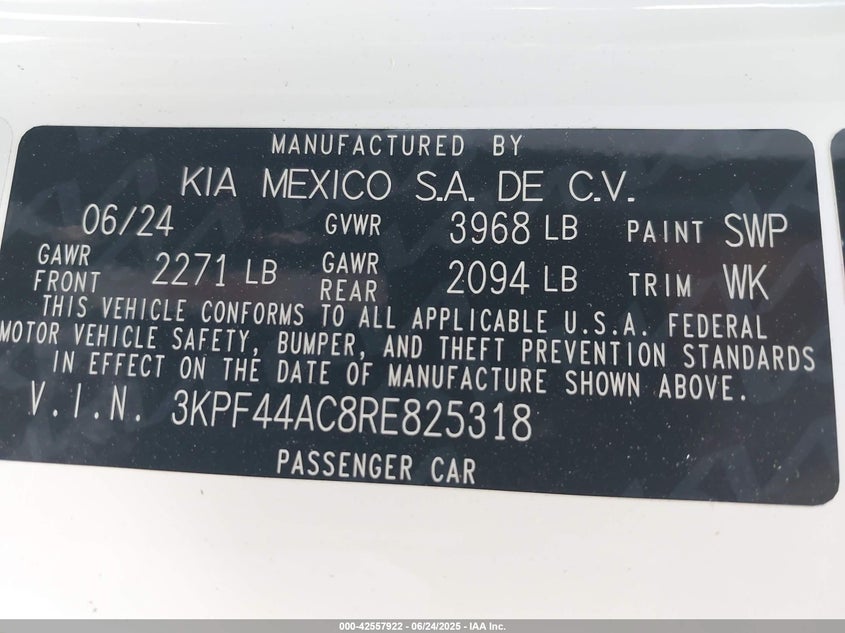 MANUFACTURED BY
KIA MEXICO S.A. DE C.V.
06/24 GVWR 3968 LB PAINT SWP
GAWR FRONT 2271 LB GAWR REAR 2094 LB TRIM WK
THIS VEHICLE CONFORMS TO ALL APPLICABLE U.S.A. FEDERAL
MOTOR VEHICLE SAFETY, BUMPER, AND THEFT PREVENTION STANDARDS
IN EFFECT ON THE DATE OF MANUFACTURE SHOWN ABOVE.
V.I.N. 3KPF44AC8RE825318
PASSENGER CAR
000-42557922 - 06/24/2025 - IAA Inc.